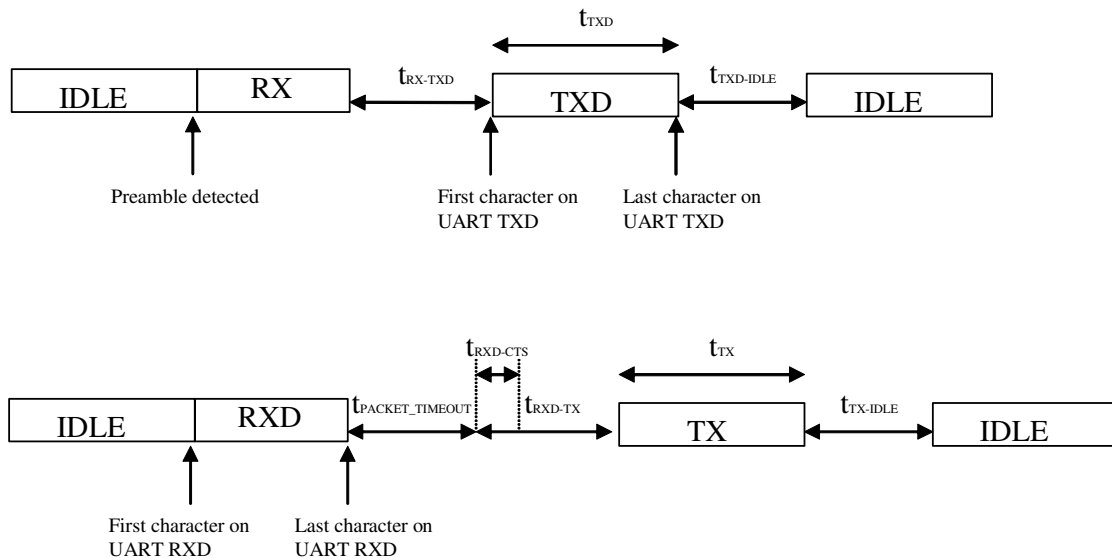 tTXD
IDLE
RX
tRX-TXD
TXD
tTXD-IDLE
IDLE
Preamble detected
First character on
UART TXD
Last character on
UART TXD
tRXD-CTS
tTX
IDLE
RXD
tPACKET_TIMEOUT
tRXD-TX
TX
tTX-IDLE
IDLE
First character on
UART RXD
Last character on
UART RXD